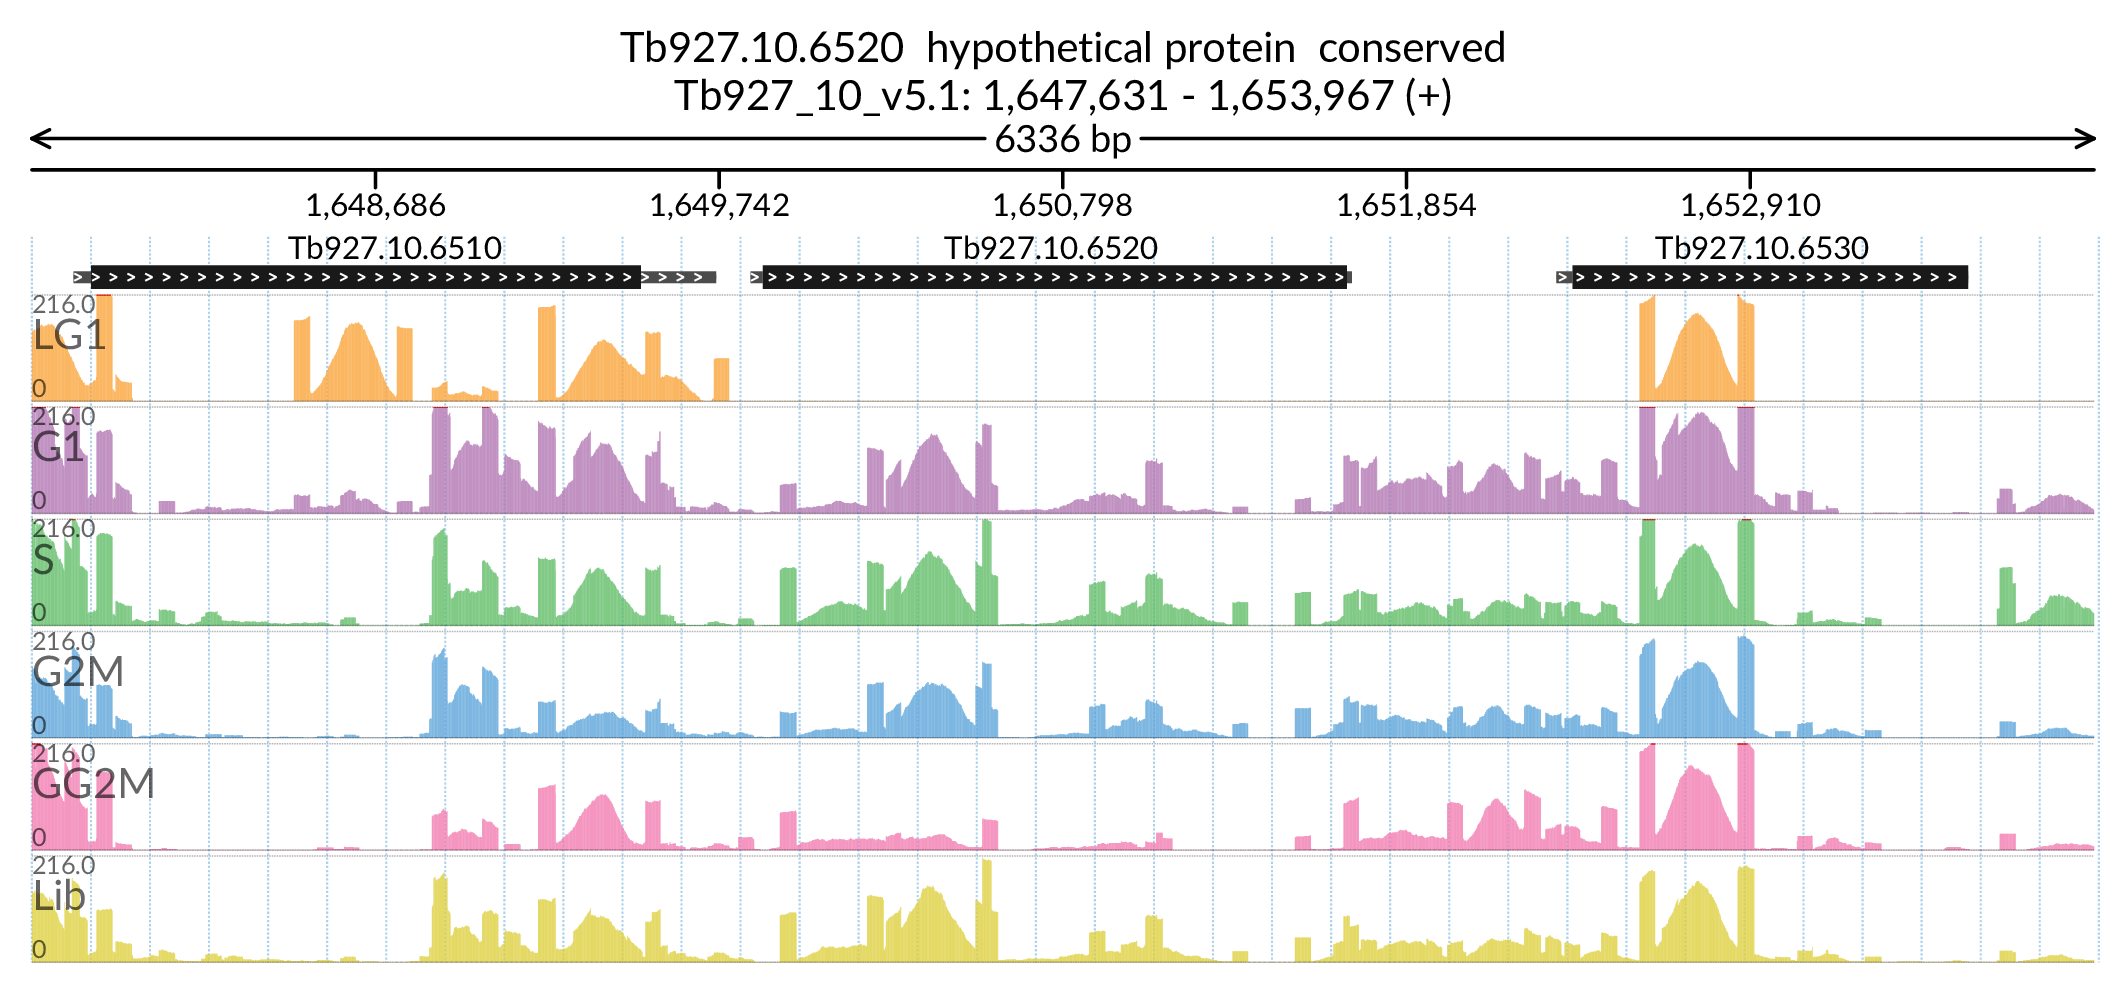 Tb927.10.6520  hypothetical protein  conserved
Tb927_10_v5.1: 1,647,631 - 1,653,967 (+)
6336 bp
1,648,686 1,649,742 1,650,798 1,651,854 1,652,910
Tb927.10.6510 Tb927.10.6520 Tb927.10.6530
216.0
LG1
0
216.0
G1
0
216.0
S
0
216.0
G2M
0
216.0
GG2M
0
216.0
Lib
0